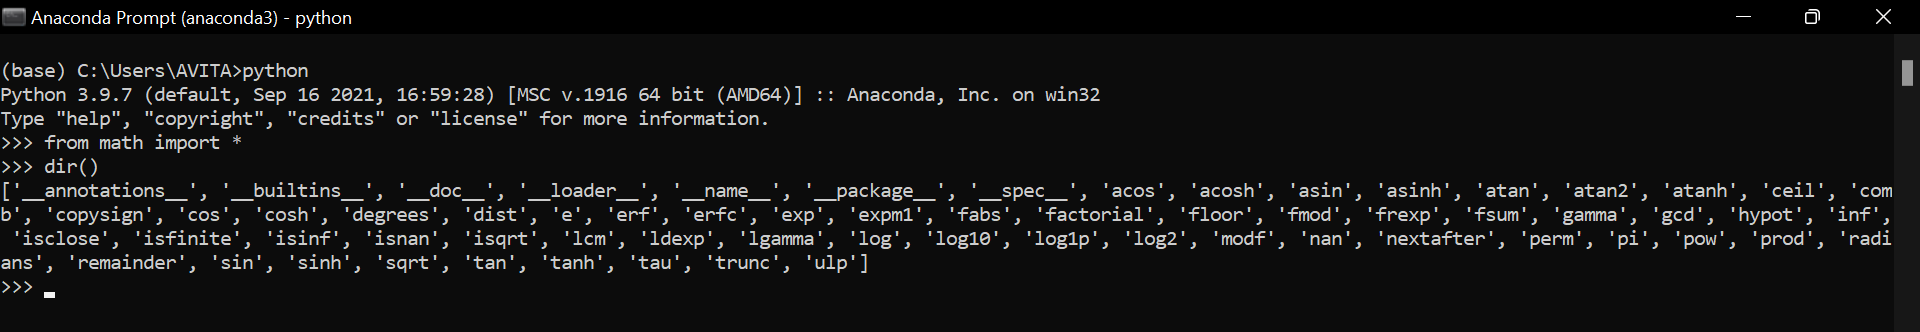 Anaconda Prompt (anaconda3) - python
(base) C:\Users\AVITA>python
Python 3.9.7 (default, Sep 16 2021, 16:59:28) [MSC v.1916 64 bit (AMD64)] :: Anaconda, Inc. on win32
Type "help", "copyright", "credits" or "license" for more information.
>>> from math import *
>>> dir()
['__annotations__', '__builtins__', '__doc__', '__loader__', '__name__', '__package__', '__spec__', 'acos', 'acosh', 'asin', 'asinh', 'atan', 'atan2', 'atanh', 'ceil', 'com
b', 'copysign', 'cos', 'cosh', 'degrees', 'dist', 'e', 'erf', 'erfc', 'exp', 'expm1', 'fabs', 'factorial', 'floor', 'fmod', 'frexp', 'fsum', 'gamma', 'gcd', 'hypot', 'inf',
 'isclose', 'isfinite', 'isinf', 'isnan', 'isqrt', 'lcm', 'ldexp', 'lgamma', 'log', 'log10', 'log1p', 'log2', 'modf', 'nan', 'nextafter', 'perm', 'pi', 'pow', 'prod', 'radi
ans', 'remainder', 'sin', 'sinh', 'sqrt', 'tan', 'tanh', 'tau', 'trunc', 'ulp']
>>>